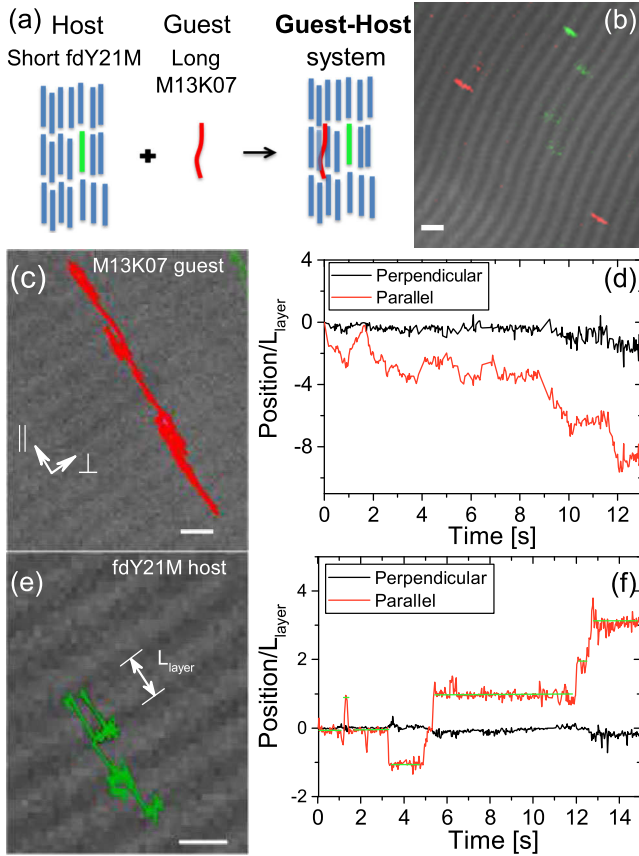 (a)
Host
Guest
Guest-Host
Short fdY21M
Long
M13K07
system
(b)
(c)
M13K07 guest
||
⊥
(d)
Perpendicular
Parallel
Position/L_layer
4
0
-4
-8
0 2 4 6 8 10 12
Time [s]
(e)
fdY21M host
L_layer
(f)
Perpendicular
Parallel
Position/L_layer
4
2
0
-2
0 2 4 6 8 10 12 14
Time [s]